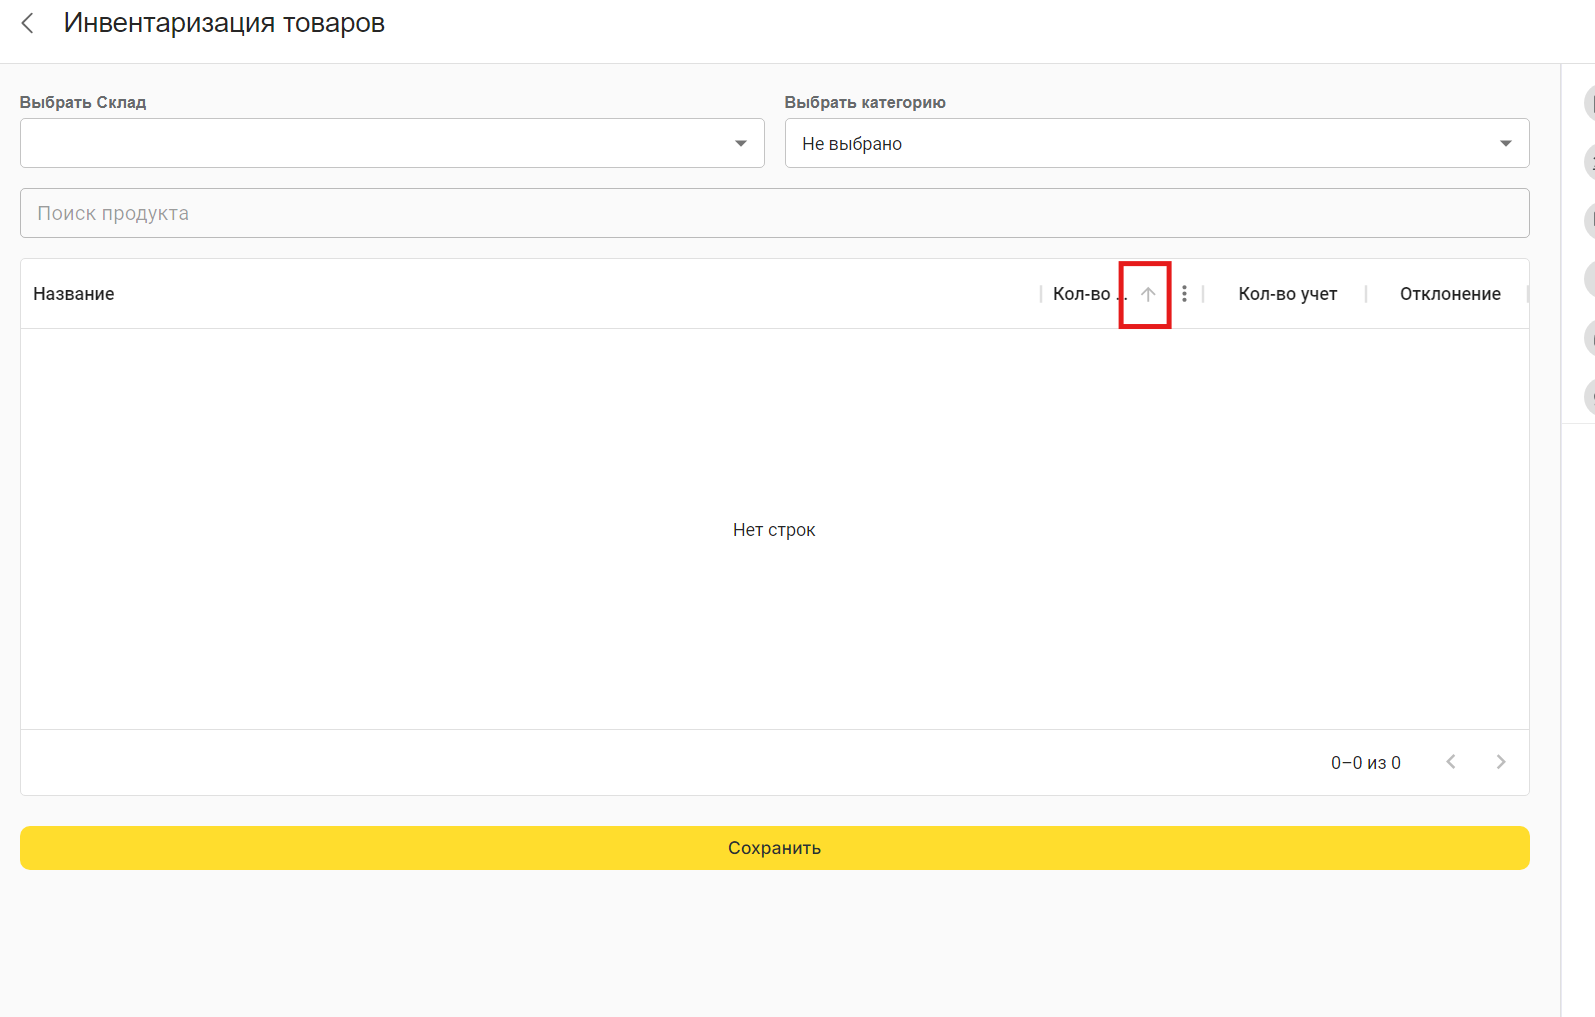 Инвентаризация товаров
Выбрать Склад
Выбрать категорию
Не выбрано
Поиск продукта
Название
Кол-во ...
Кол-во учет
Отклонение
Нет строк
0–0 из 0
Сохранить